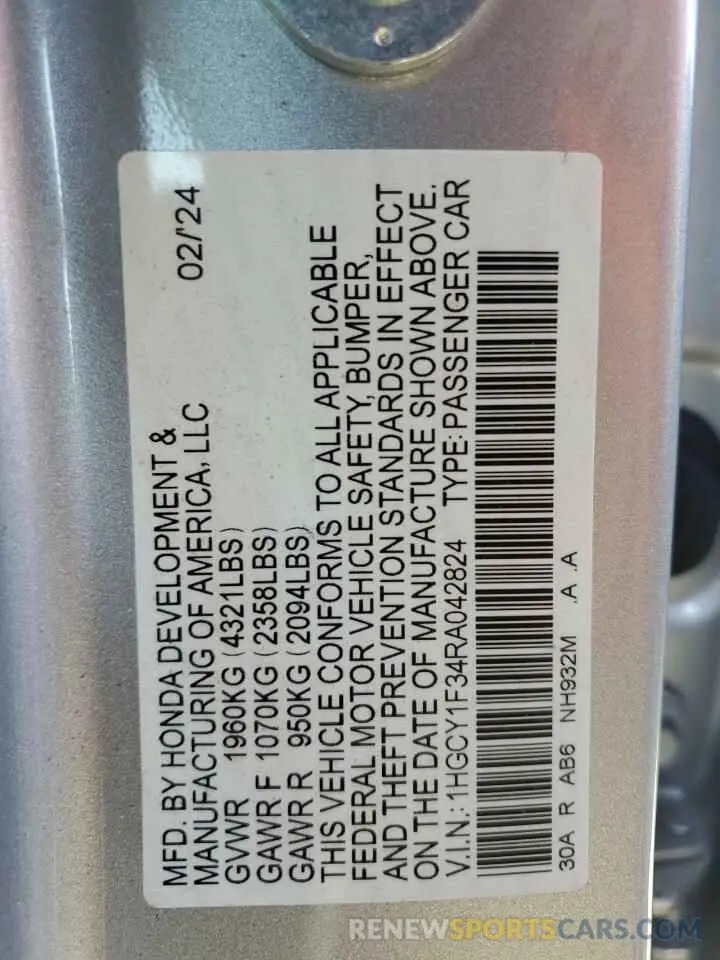 MFD. BY HONDA DEVELOPMENT &
MANUFACTURING OF AMERICA, LLC 02/'24
GVWR 1960KG (4321LBS)
GAWR F 1070KG (2358LBS)
GAWR R 950KG (2094LBS)
THIS VEHICLE CONFORMS TO ALL APPLICABLE
FEDERAL MOTOR VEHICLE SAFETY, BUMPER,
AND THEFT PREVENTION STANDARDS IN EFFECT
ON THE DATE OF MANUFACTURE SHOWN ABOVE.
V.I.N.: 1HGCY1F34RA042824 TYPE: PASSENGER CAR
30A R AB6 NH932M .A .A
RENEWSPORTSCARS.COM